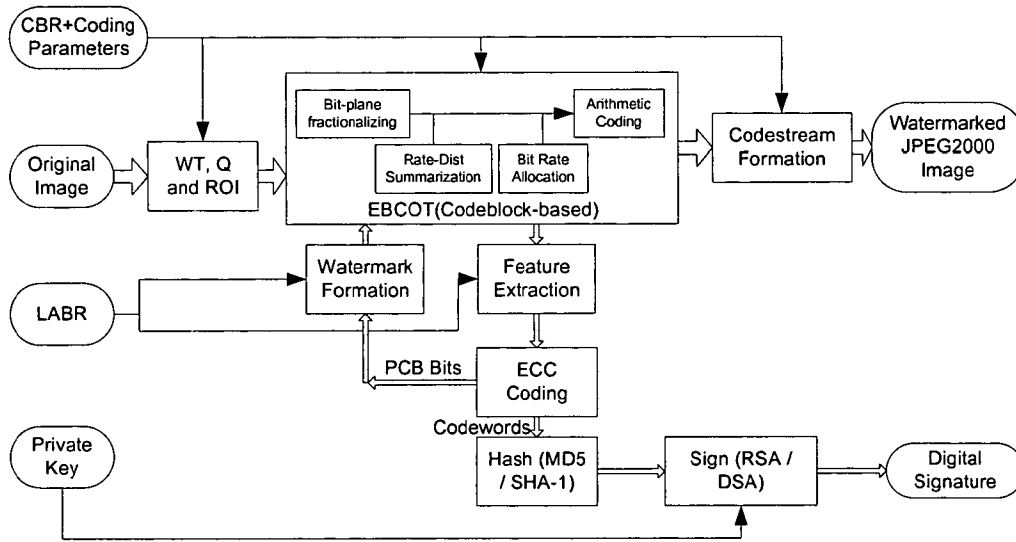 CBR+Coding
Parameters
Bit-plane
fractionalizing
Arithmetic
Coding
Rate-Dist
Summarization
Bit Rate
Allocation
EBCOT(Codeblock-based)
Original
Image
WT, Q
and ROI
Codestream
Formation
Watermarked
JPEG2000
Image
Watermark
Formation
Feature
Extraction
LABR
PCB Bits
ECC
Coding
Codewords
Private
Key
Hash (MD5
/ SHA-1)
Sign (RSA /
DSA)
Digital
Signature